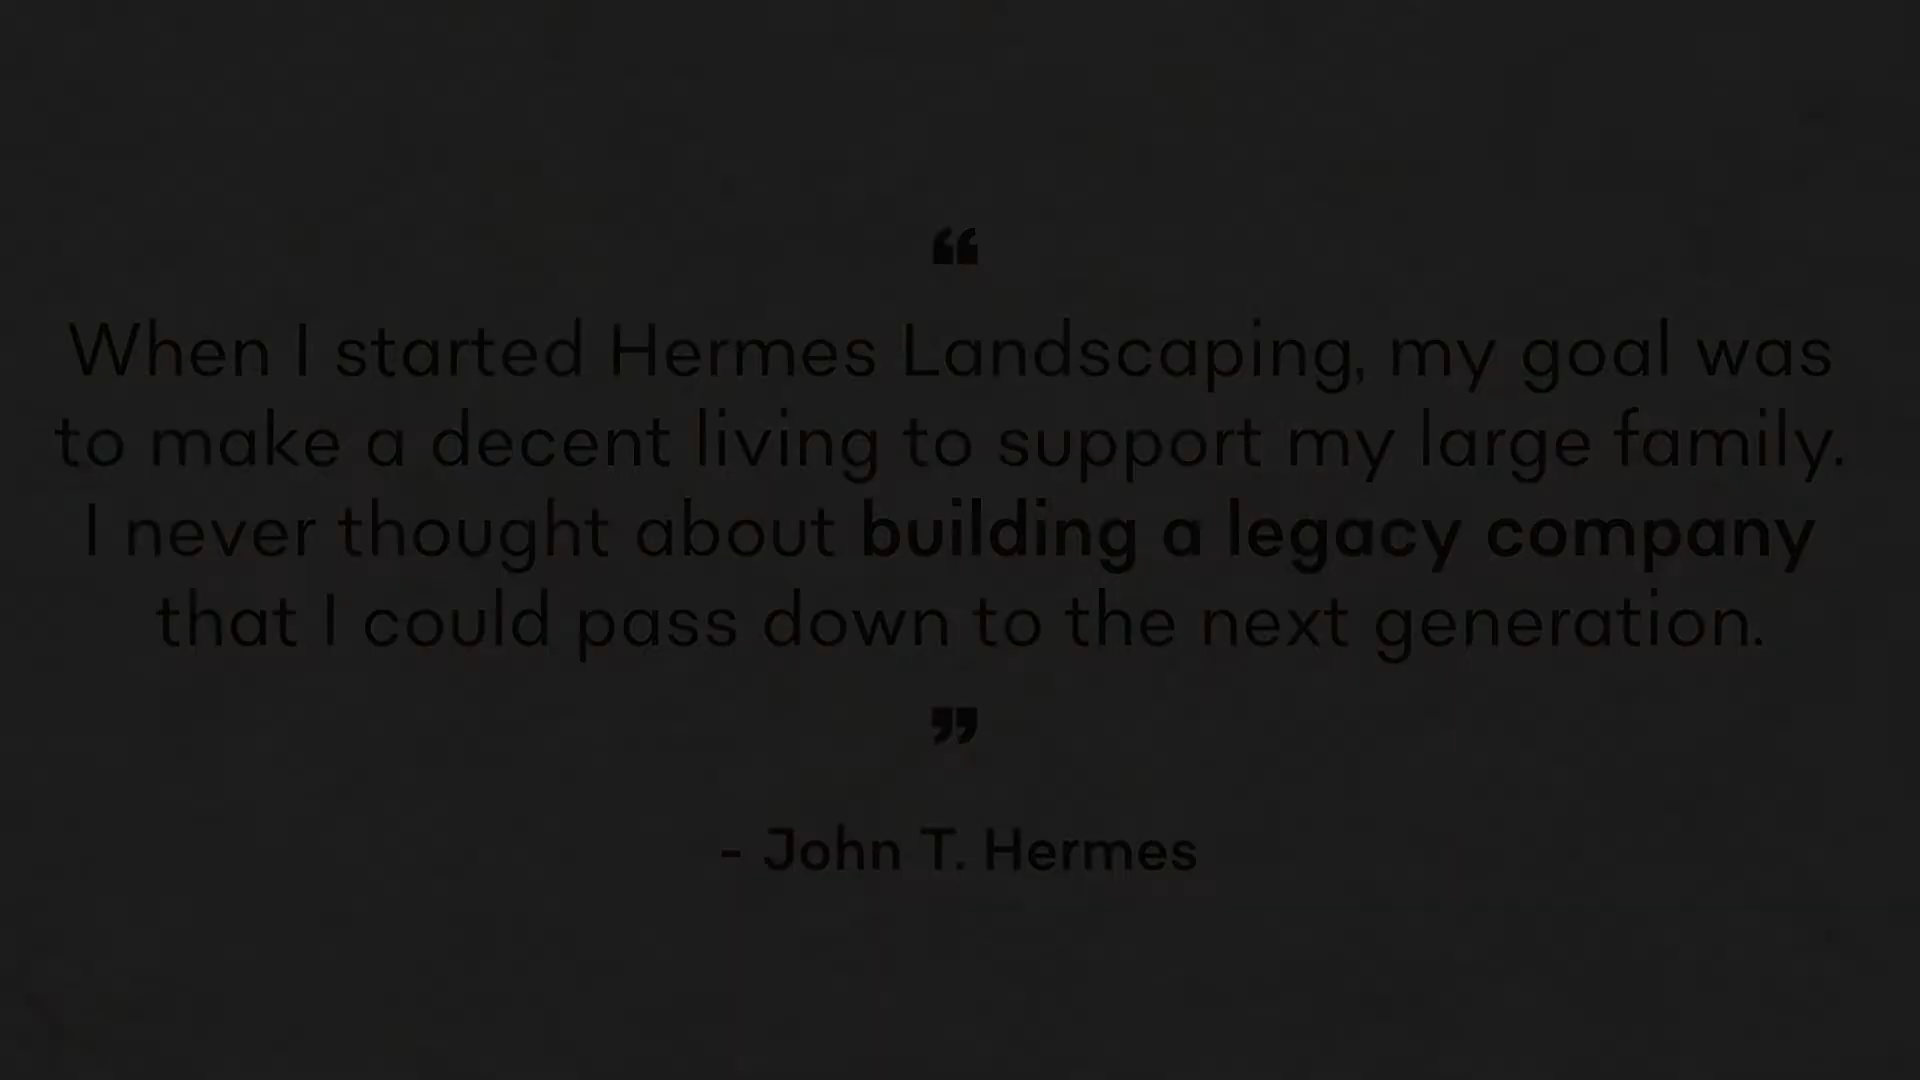 “
When I started Hermes Landscaping, my goal was
to make a decent living to support my large family.
I never thought about building a legacy company
that I could pass down to the next generation.
”
- John T. Hermes